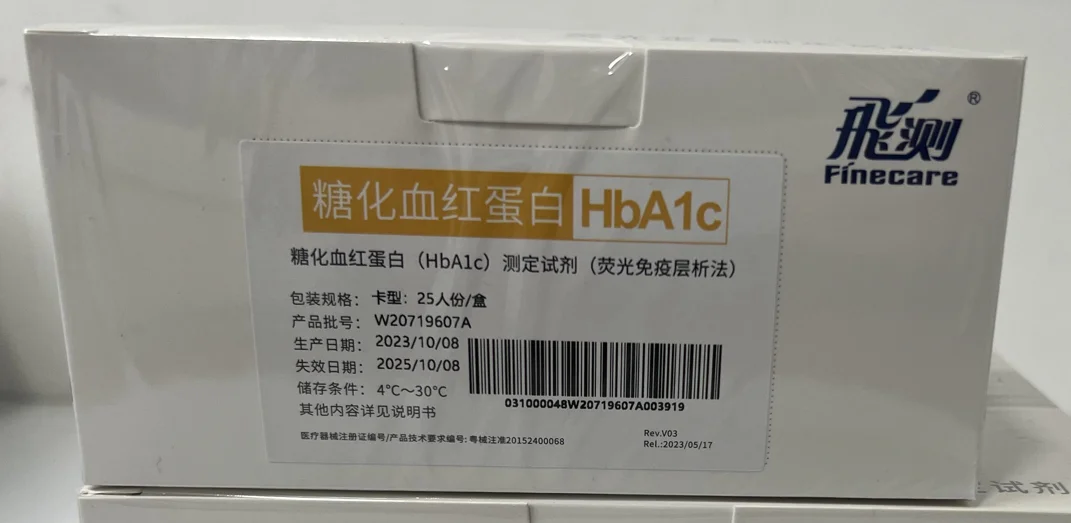 飛测®
Finecare
糖化血红蛋白 HbA1c
糖化血红蛋白（HbA1c）测定试剂（荧光免疫层析法）
包装规格： 卡型：25人份/盒
产品批号： W20719607A
生产日期： 2023/10/08
失效日期： 2025/10/08
储存条件： 4℃～30℃
其他内容详见说明书
031000048W20719607A003919
医疗器械注册证编号/产品技术要求编号: 粤械注准20152400068
Rev.V03
Rel.:2023/05/17
定试剂